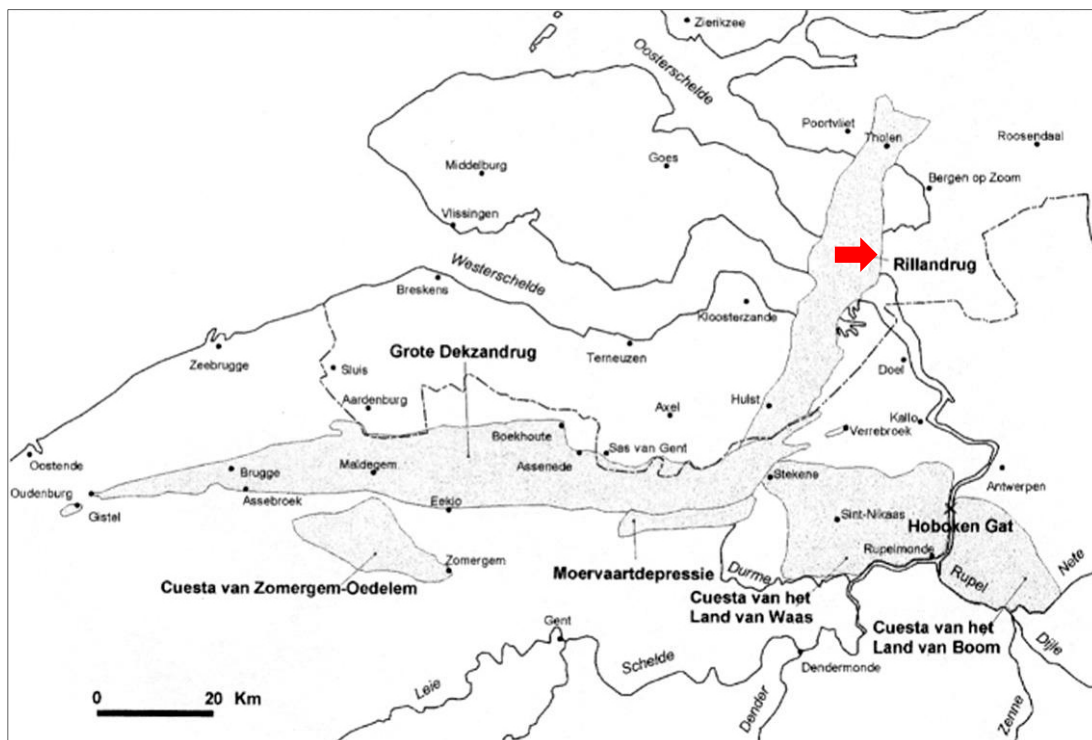 Zierikzee
Oosterschelde
Poortvliet
Tholen
Roosendaal
Middelburg
Goes
Bergen op Zoom
Vlissingen
Rillandrug
Westerschelde
Breskens
Kloosterzande
Zeebrugge
Grote Dekzandrug
Terneuzen
Sluis
Doel
Aardenburg
Axel
Hulst
Kallo
Boekhoute
Verrebroek
Oostende
Brugge
Maldegem
Assenede
Sas van Gent
Stekene
Antwerpen
Oudenburg
Assebroek
Gistel
Eeklo
Sint-Niklaas
Hoboken Gat
Zomergem
Moervaartdepressie
Rupelmonde
Cuesta van Zomergem-Oedelem
Durme
Rupel
Nete
Cuesta van het
Land van Waas
Gent
Cuesta van het
Land van Boom
Schelde
Dendermonde
Dijle
Leie
Dender
Zenne
0 20 Km